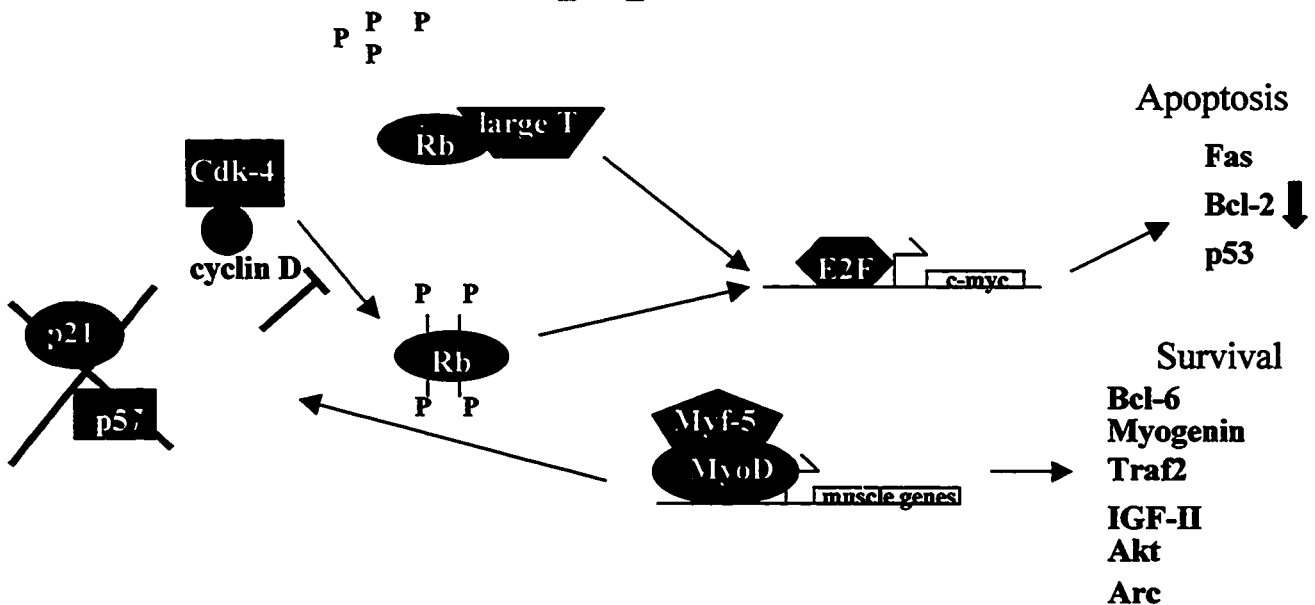 P P P
P
Apoptosis
Rb large T
Fas
Cdk-4
Bcl-2
cyclin D
E2F
p53
c-myc
P P
p21
Rb
Survival
P P
p57
Myf-5
Bcl-6
Myogenin
MyoD
Traf2
muscle genes
IGF-II
Akt
Arc